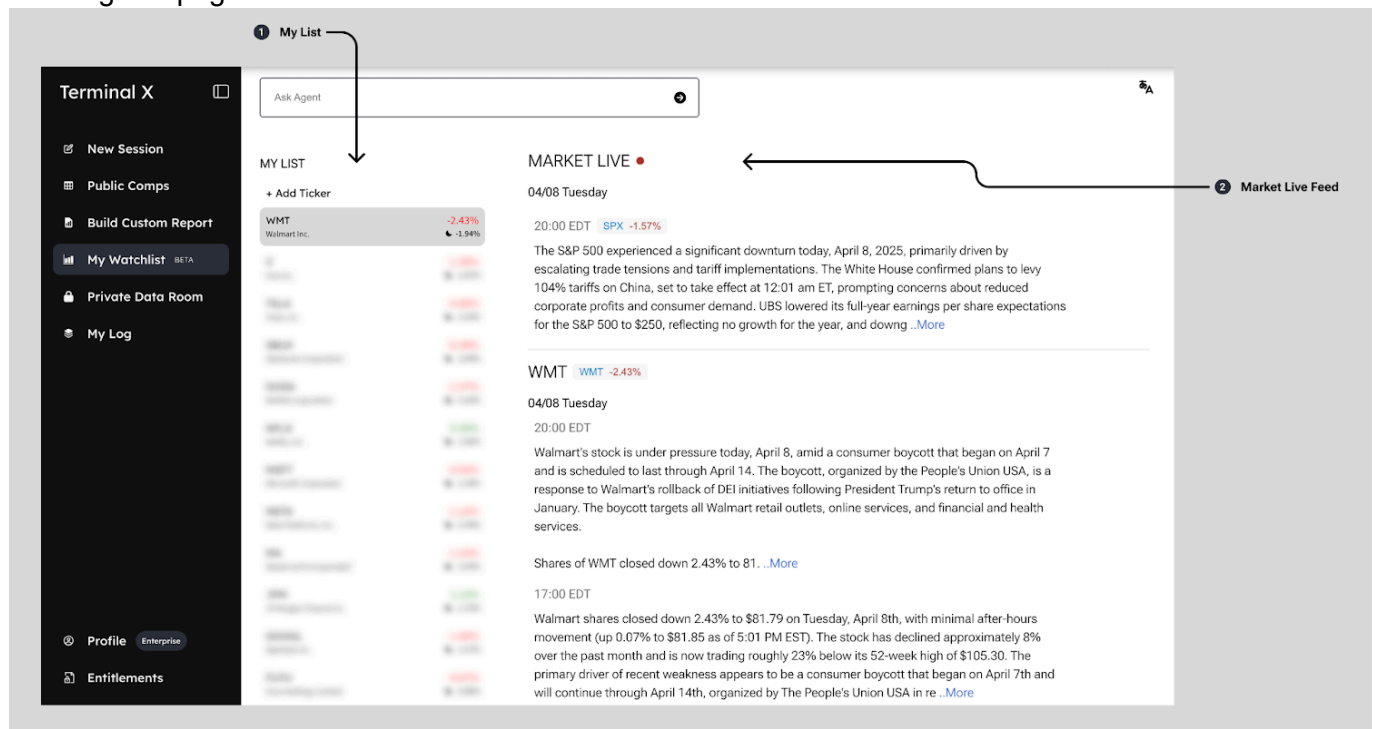 1 My List
Terminal X
Ask Agent
New Session
Public Comps
Build Custom Report
My Watchlist BETA
Private Data Room
My Log
Profile Enterprise
Entitlements
MY LIST
+ Add Ticker
WMT -2.43%
Walmart Inc. -1.94%
MARKET LIVE
2 Market Live Feed
04/08 Tuesday
20:00 EDT SPX -1.57%
The S&P 500 experienced a significant downturn today, April 8, 2025, primarily driven by
escalating trade tensions and tariff implementations. The White House confirmed plans to levy
104% tariffs on China, set to take effect at 12:01 am ET, prompting concerns about reduced
corporate profits and consumer demand. UBS lowered its full-year earnings per share expectations
for the S&P 500 to $250, reflecting no growth for the year, and downg ..More
WMT WMT -2.43%
04/08 Tuesday
20:00 EDT
Walmart's stock is under pressure today, April 8, amid a consumer boycott that began on April 7
and is scheduled to last through April 14. The boycott, organized by the People's Union USA, is a
response to Walmart's rollback of DEI initiatives following President Trump's return to office in
January. The boycott targets all Walmart retail outlets, online services, and financial and health
services.
Shares of WMT closed down 2.43% to 81. ..More
17:00 EDT
Walmart shares closed down 2.43% to $81.79 on Tuesday, April 8th, with minimal after-hours
movement (up 0.07% to $81.85 as of 5:01 PM EST). The stock has declined approximately 8%
over the past month and is now trading roughly 23% below its 52-week high of $105.30. The
primary driver of recent weakness appears to be a consumer boycott that began on April 7th and
will continue through April 14th, organized by The People's Union USA in re ..More